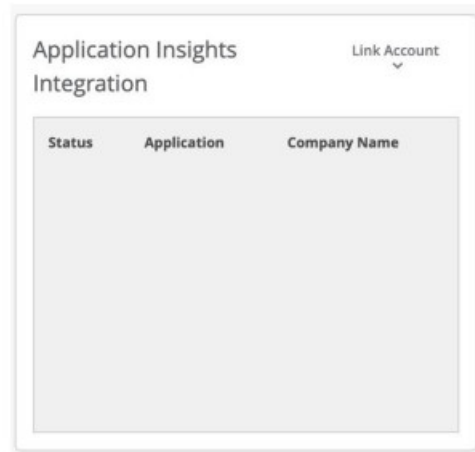 Application Insights
Integration
Link Account
Status Application Company Name